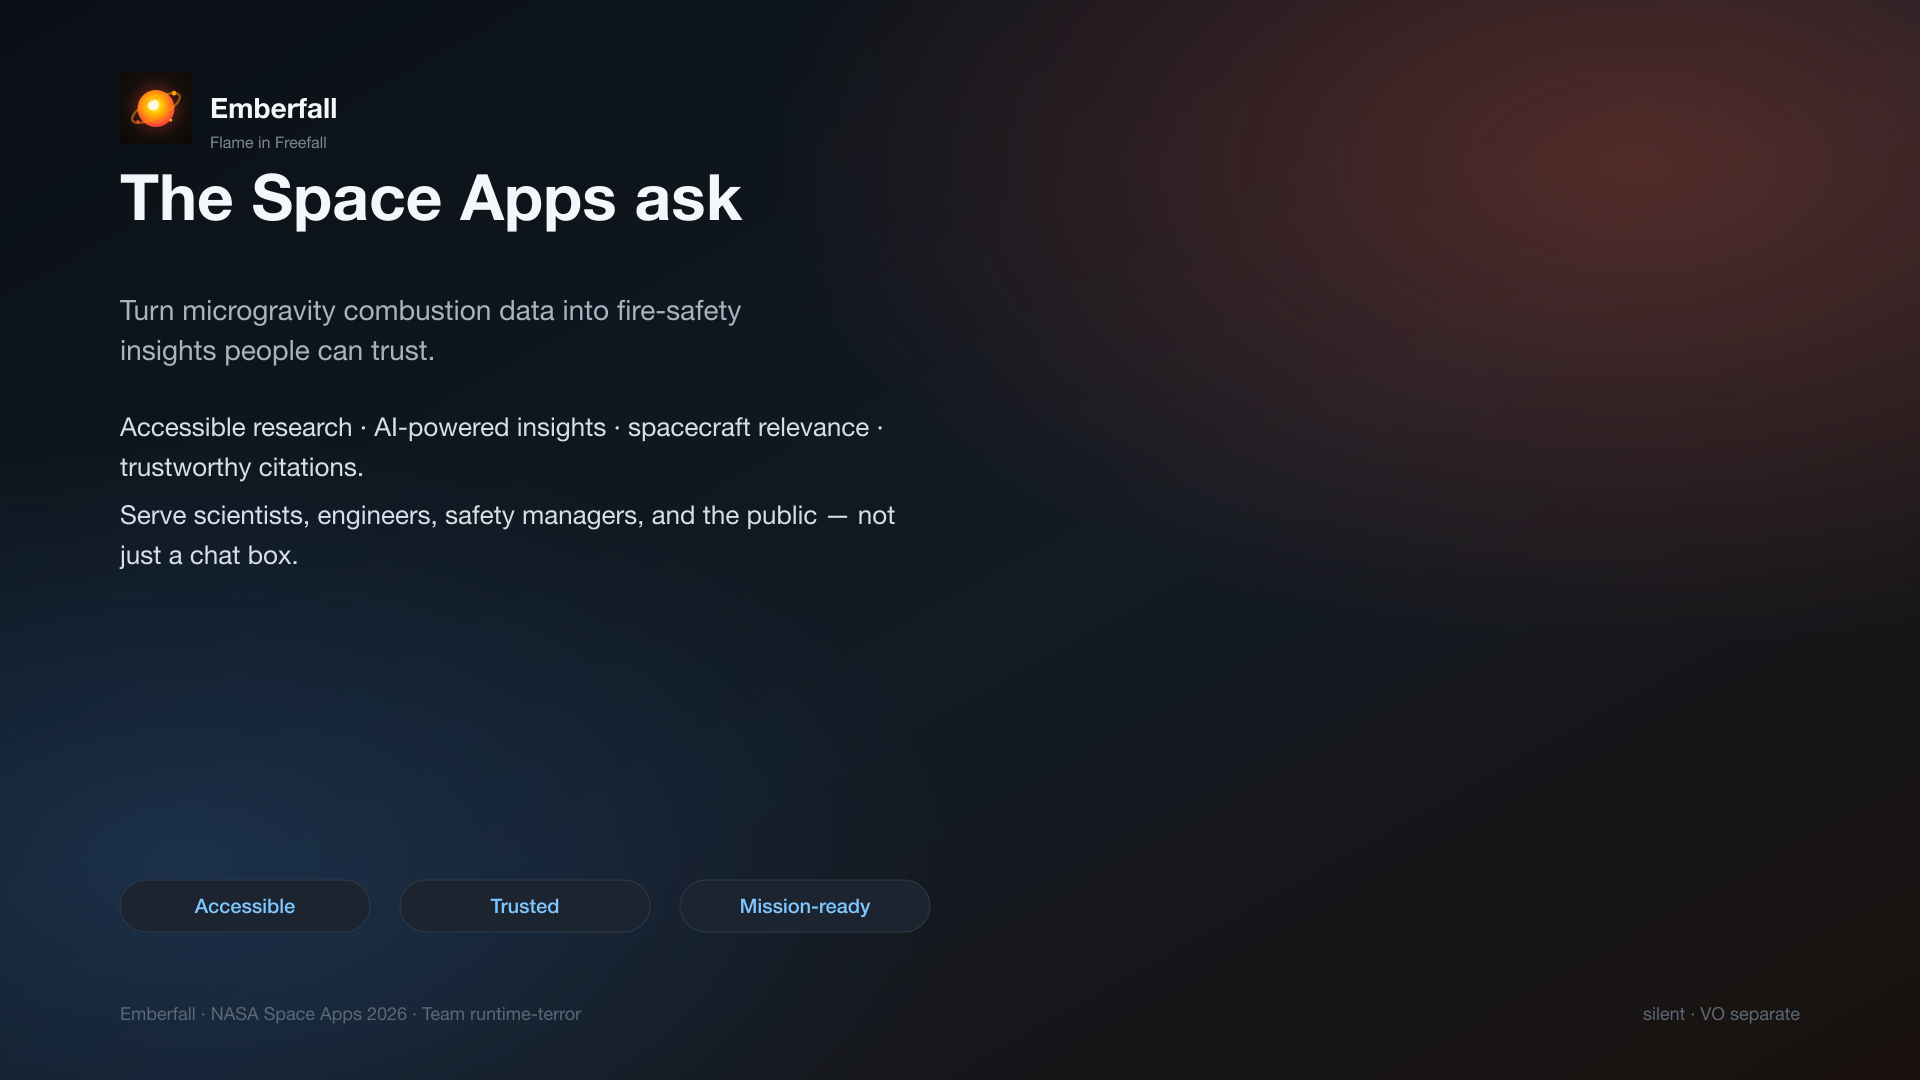 Emberfall
Flame in Freefall
The Space Apps ask
Turn microgravity combustion data into fire-safety
insights people can trust.
Accessible research · AI-powered insights · spacecraft relevance ·
trustworthy citations.
Serve scientists, engineers, safety managers, and the public — not
just a chat box.
Accessible
Trusted
Mission-ready
Emberfall · NASA Space Apps 2026 · Team runtime-terror
silent · VO separate